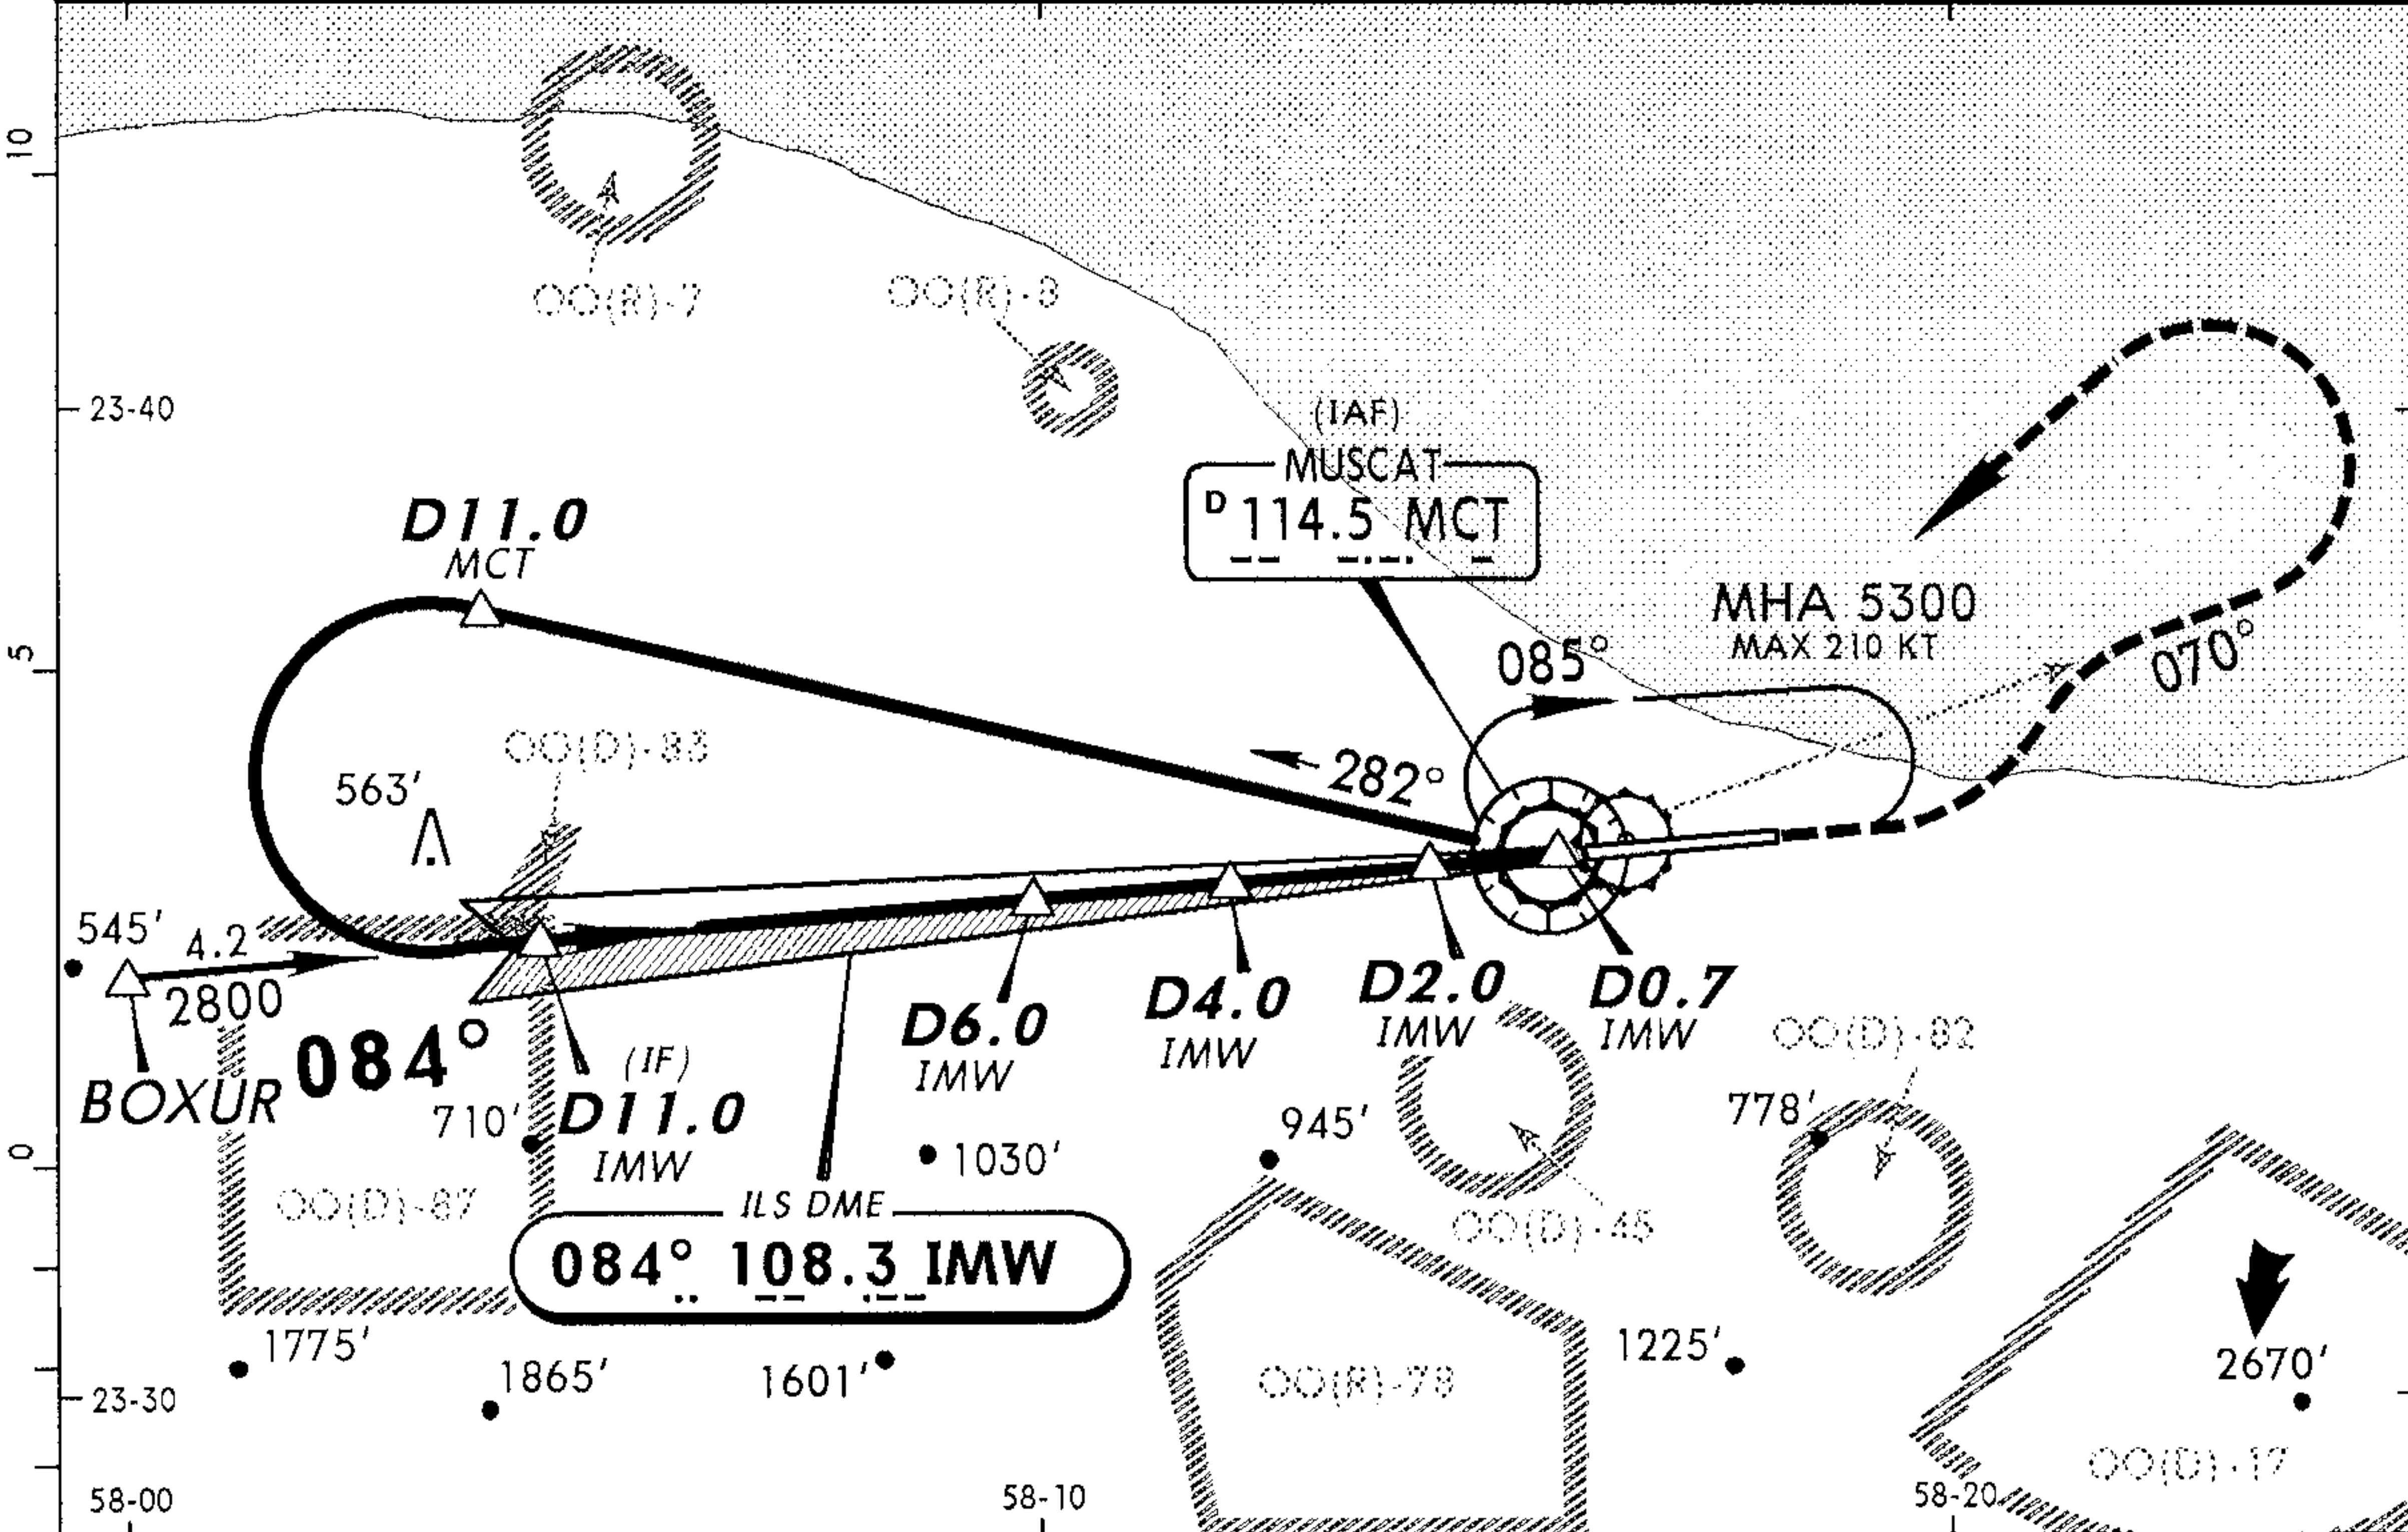 10
OO(R)-7
OO(R)-8
23-40
(IAF)
MUSCAT
D 114.5 MCT
D11.0
MCT
MHA 5300
MAX 210 KT
085°
070°
5
282°
OO(D)-83
563'
545'
4.2
2800
084°
BOXUR
(IF)
D11.0
IMW
D6.0
IMW
D4.0
IMW
D2.0
IMW
D0.7
IMW
OO(D)-82
778'
945'
710'
1030'
0
OO(D)-87
OO(D)-45
ILS DME
084° 108.3 IMW
1775'
1865'
1601'
OO(R)-78
1225'
2670'
23-30
OO(D)-17
58-00
58-10
58-20